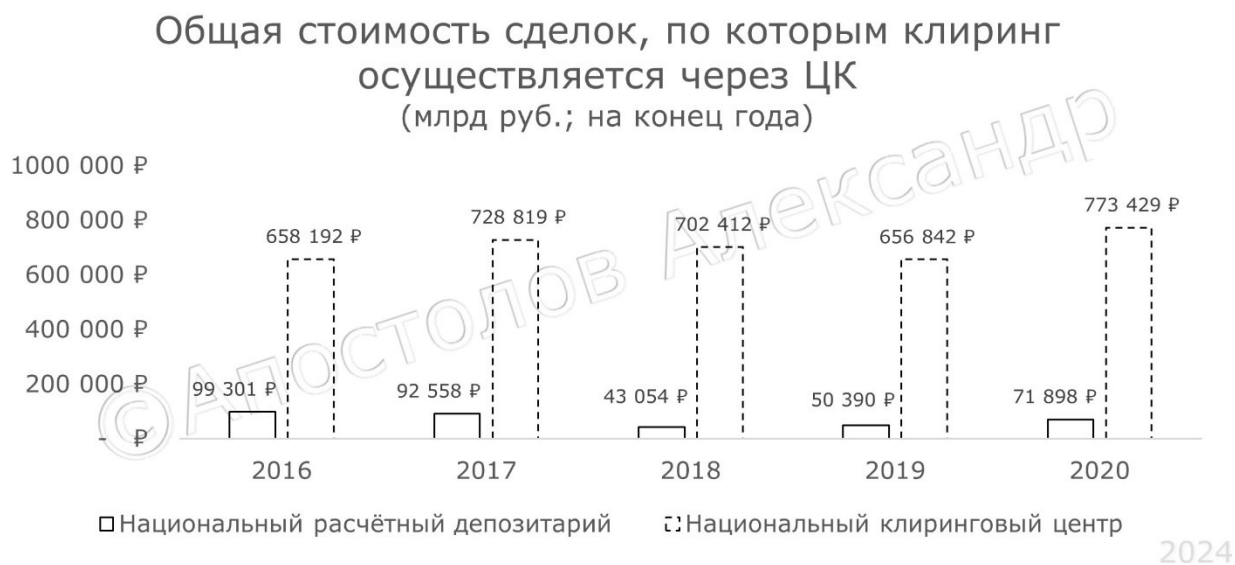 Общая стоимость сделок, по которым клиринг
осуществляется через ЦК
(млрд руб.; на конец года)
1000 000 ₽
800 000 ₽
600 000 ₽
400 000 ₽
200 000 ₽
- ₽
99 301 ₽
658 192 ₽
92 558 ₽
728 819 ₽
43 054 ₽
702 412 ₽
50 390 ₽
656 842 ₽
71 898 ₽
773 429 ₽
2016 2017 2018 2019 2020
Национальный расчётный депозитарий Национальный клиринговый центр
©Апостолов Александр
2024